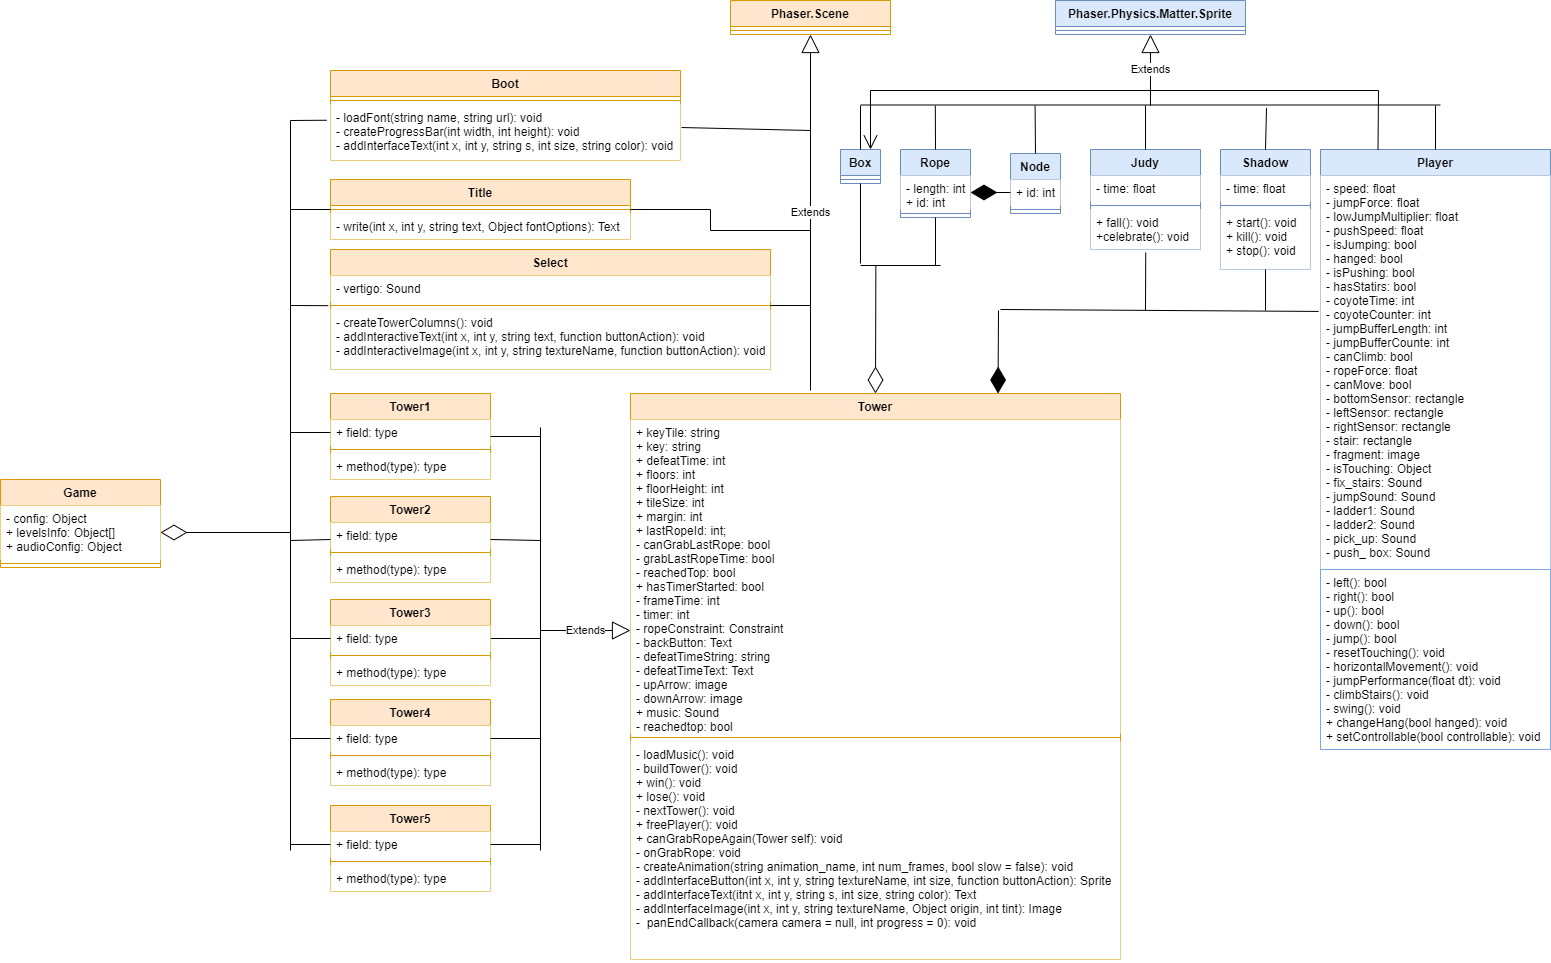 Phaser.Scene
Phaser.Physics.Matter.Sprite
Extends
Boot
- loadFont(string name, string url): void
- createProgressBar(int width, int height): void
- addInterfaceText(int x, int y, string s, int size, string color): void
Title
- write(int x, int y, string text, Object fontOptions): Text
Extends
Select
- vertigo: Sound
- createTowerColumns(): void
- addInteractiveText(int x, int y, string text, function buttonAction): void
- addInteractiveImage(int x, int y, string textureName, function buttonAction): void
Box
Rope
- length: int
+ id: int
Node
+ id: int
Judy
- time: float
+ fall(): void
+celebrate(): void
Shadow
- time: float
+ start(): void
+ kill(): void
+ stop(): void
Player
- speed: float
- jumpForce: float
- lowJumpMultiplier: float
- pushSpeed: float
- isJumping: bool
- hanged: bool
- isPushing: bool
- hasStatirs: bool
- coyoteTime: int
- coyoteCounter: int
- jumpBufferLength: int
- jumpBufferCounte: int
- canClimb: bool
- ropeForce: float
- canMove: bool
- bottomSensor: rectangle
- leftSensor: rectangle
- rightSensor: rectangle
- stair: rectangle
- fragment: image
- isTouching: Object
- fix_stairs: Sound
- jumpSound: Sound
- ladder1: Sound
- ladder2: Sound
- pick_up: Sound
- push_ box: Sound
- left(): bool
- right(): bool
- up(): bool
- down(): bool
- jump(): bool
- resetTouching(): void
- horizontalMovement(): void
- jumpPerformance(float dt): void
- climbStairs(): void
- swing(): void
+ changeHang(bool hanged): void
+ setControllable(bool controllable): void
Game
- config: Object
+ levelsInfo: Object[]
+ audioConfig: Object
Tower1
+ field: type
+ method(type): type
Tower2
+ field: type
+ method(type): type
Tower3
+ field: type
+ method(type): type
Tower4
+ field: type
+ method(type): type
Tower5
+ field: type
+ method(type): type
Extends
Tower
+ keyTile: string
+ key: string
+ defeatTime: int
+ floors: int
+ floorHeight: int
+ tileSize: int
+ margin: int
+ lastRopeId: int;
- canGrabLastRope: bool
- grabLastRopeTime: bool
- reachedTop: bool
+ hasTimerStarted: bool
- frameTime: int
- timer: int
- ropeConstraint: Constraint
- backButton: Text
- defeatTimeString: string
- defeatTimeText: Text
- upArrow: image
- downArrow: image
+ music: Sound
- reachedtop: bool
- loadMusic(): void
- buildTower(): void
+ win(): void
+ lose(): void
- nextTower(): void
+ freePlayer(): void
+ canGrabRopeAgain(Tower self): void
- onGrabRope: void
- createAnimation(string animation_name, int num_frames, bool slow = false): void
- addInterfaceButton(int x, int y, string textureName, int size, function buttonAction): Sprite
- addInterfaceText(itnt x, int y, string s, int size, string color): Text
- addInterfaceImage(int x, int y, string textureName, Object origin, int tint): Image
- panEndCallback(camera camera = null, int progress = 0): void